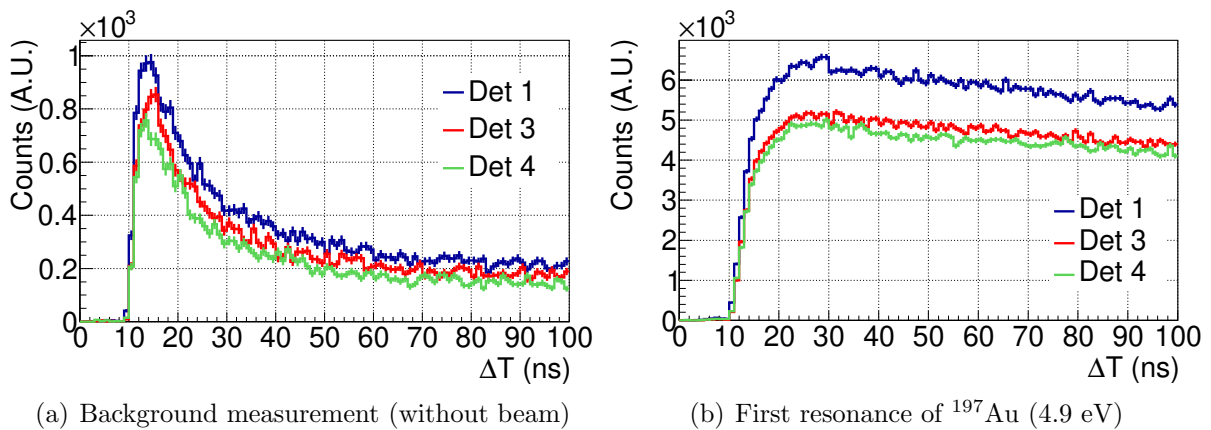 ×10³
Counts (A.U.)
1
0.8
0.6
0.4
0.2
0
0 10 20 30 40 50 60 70 80 90 100
ΔT (ns)
Det 1
Det 3
Det 4
(a) Background measurement (without beam)
×10³
Counts (A.U.)
6
5
4
3
2
1
0
0 10 20 30 40 50 60 70 80 90 100
ΔT (ns)
Det 1
Det 3
Det 4
(b) First resonance of ¹⁹⁷Au (4.9 eV)